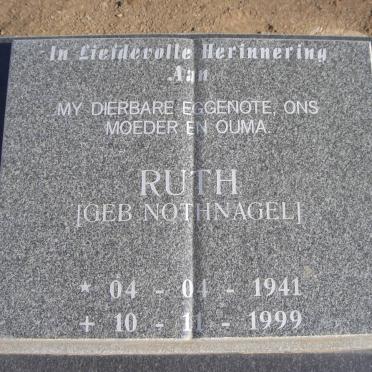 In Liefdevolle Herinnering
Aan
MY DIERBARE EGGENOTE, ONS
MOEDER EN OUMA.
RUTH
[GEB NOTHNAGEL]
* 04 - 04 - 1941
+ 10 - 11 - 1999